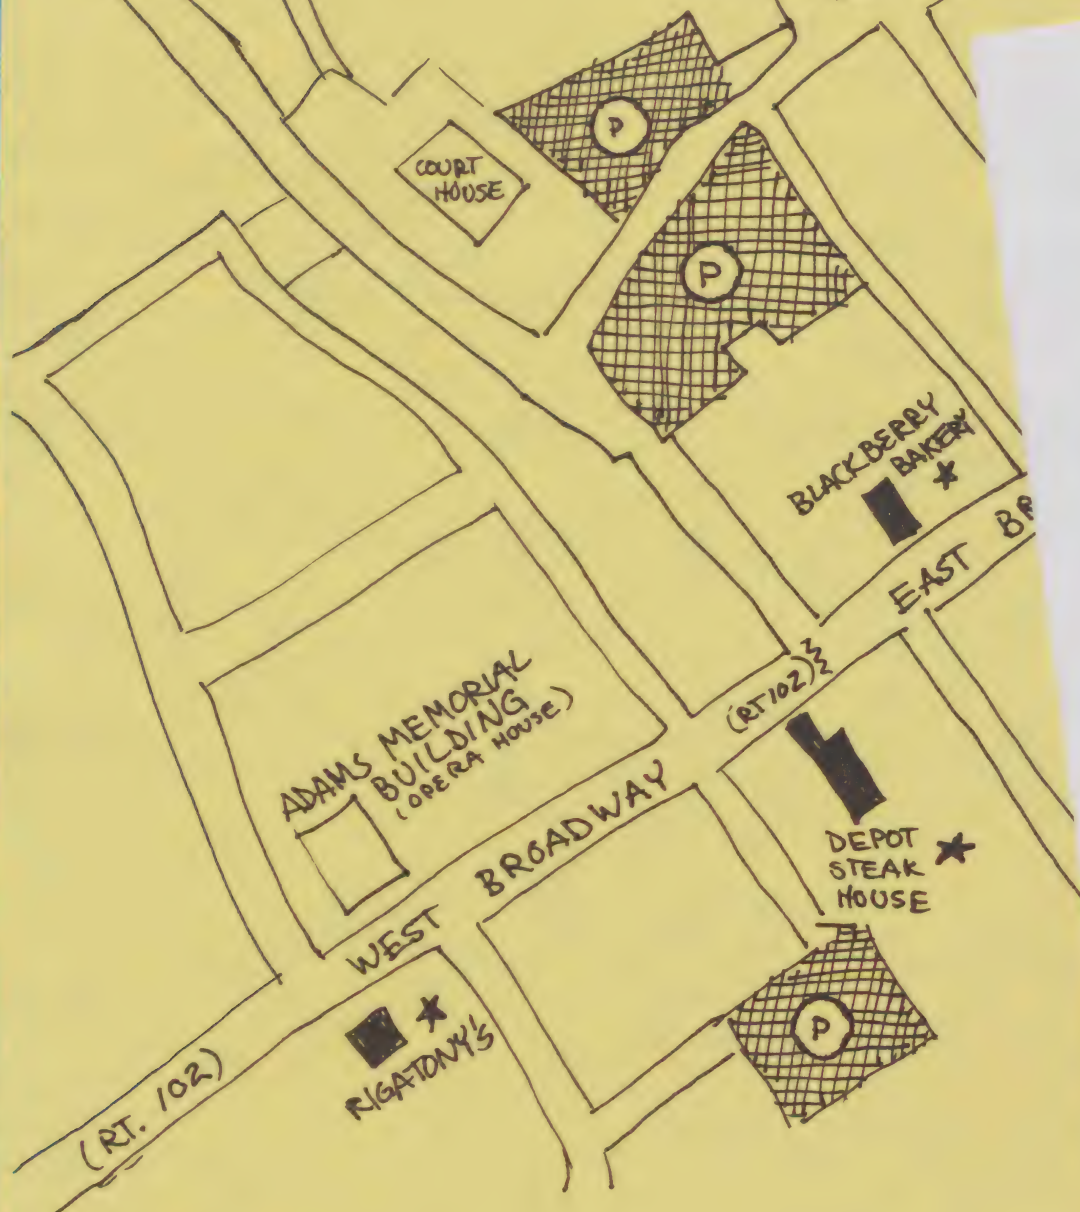 P
COURT
HOUSE
P
BLACKBERRY
BAKERY
EAST BR
(RT 102)
ADAMS MEMORIAL
BUILDING
(OPERA HOUSE)
WEST BROADWAY
DEPOT
STEAK
HOUSE
P
RIGATONY'S
(RT. 102)